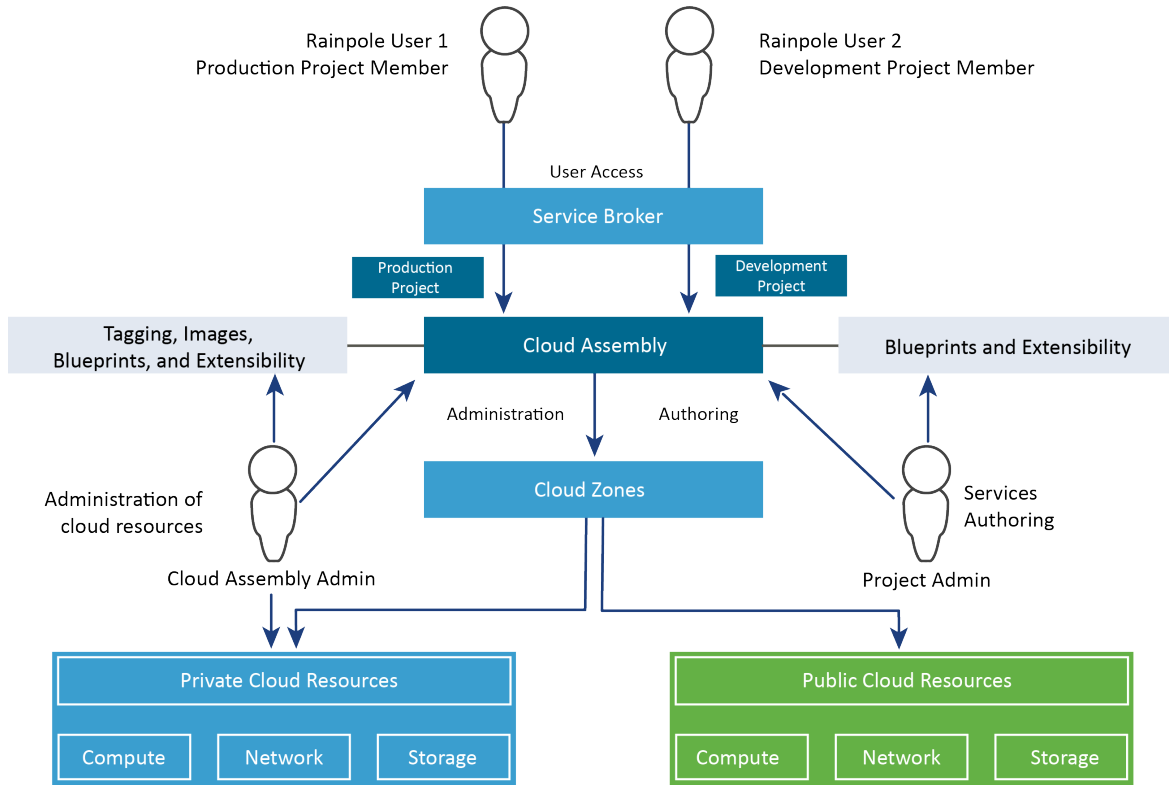 Rainpole User 1
Production Project Member
Rainpole User 2
Development Project Member
User Access
Service Broker
Production
Project
Development
Project
Tagging, Images,
Blueprints, and Extensibility
Cloud Assembly
Blueprints and Extensibility
Administration
Authoring
Cloud Zones
Administration of
cloud resources
Services
Authoring
Cloud Assembly Admin
Project Admin
Private Cloud Resources
Compute
Network
Storage
Public Cloud Resources
Compute
Network
Storage